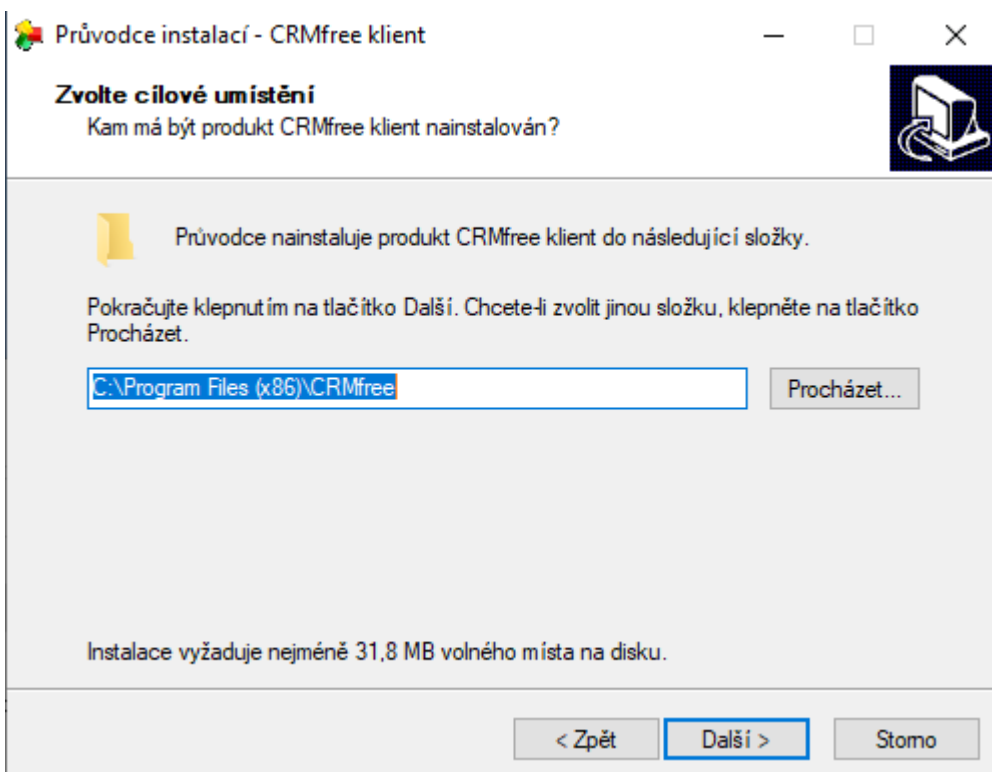 Průvodce instalací - CRMfree klient
Zvolte cílové umístění
Kam má být produkt CRMfree klient nainstalován?
Průvodce nainstaluje produkt CRMfree klient do následující složky.
Pokračujte klepnutím na tlačítko Další. Chcete-li zvolit jinou složku, klepněte na tlačítko
Procházet.
C:\Program Files (x86)\CRMfree
Procházet...
Instalace vyžaduje nejméně 31,8 MB volného místa na disku.
< Zpět
Další >
Storno